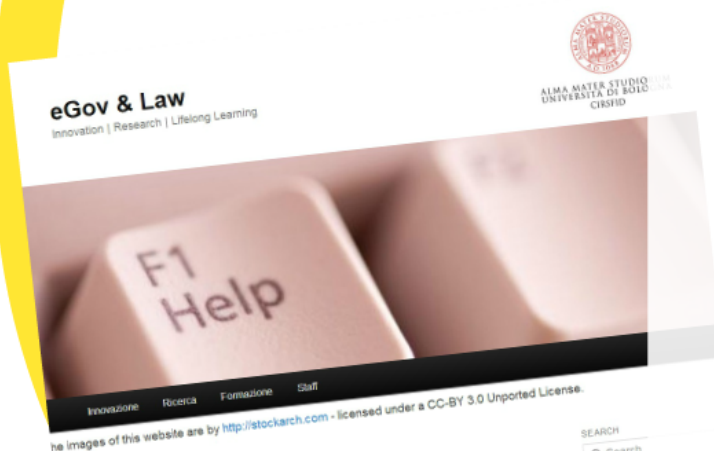 eGov & Law
Innovation | Research | Lifelong Learning
ALMA MATER STUDIORUM
UNIVERSITÀ DI BOLOGNA
CIRSFID
F1
Help
Innovazione Ricerca Formazione Staff
he images of this website are by http://stockarch.com - licensed under a CC-BY 3.0 Unported License.
SEARCH
Search